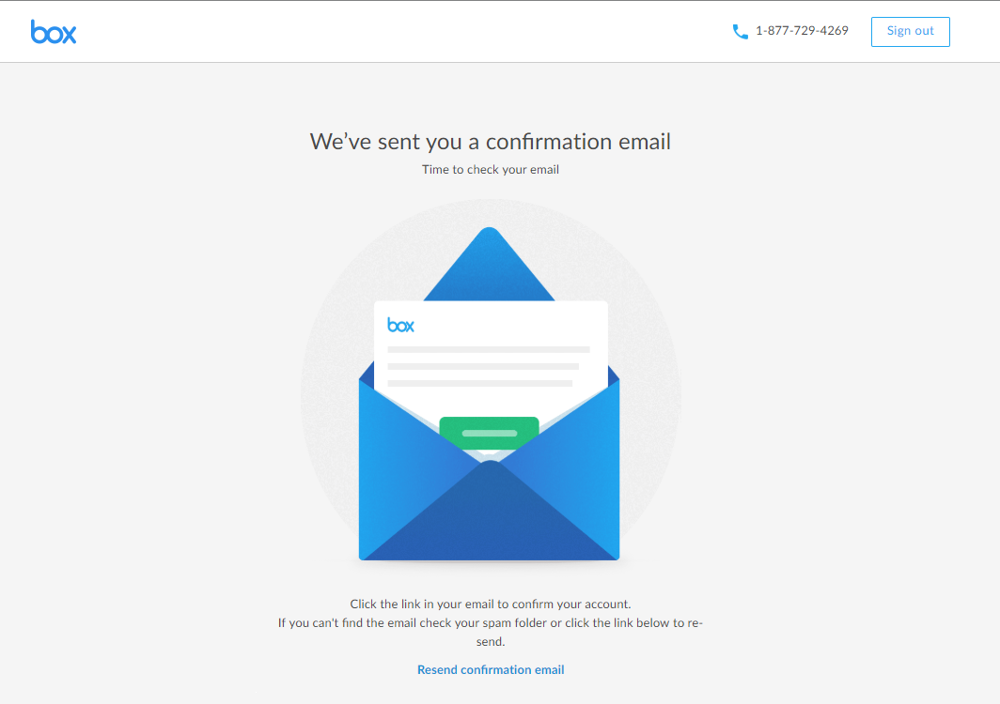 box
1-877-729-4269
Sign out
We’ve sent you a confirmation email
Time to check your email
box
Click the link in your email to confirm your account.
If you can't find the email check your spam folder or click the link below to re-
send.
Resend confirmation email